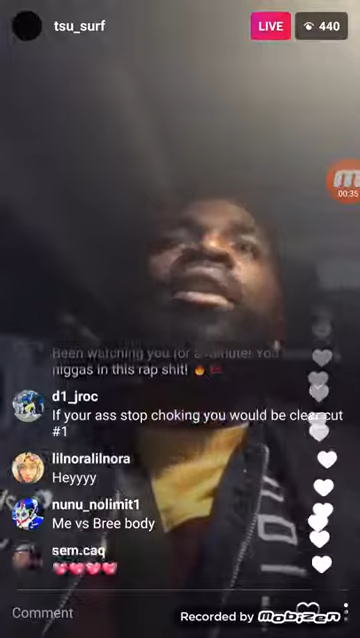 tsu_surf
LIVE
440
00:35
Been watching you for a minute! You
niggas in this rap shit! 🔥
d1_jroc
If your ass stop choking you would be clear cut
#1
lilnoralilnora
Heyyyy
nunu_nolimit1
Me vs Bree body
sem.caq
Comment
Recorded by mobizen